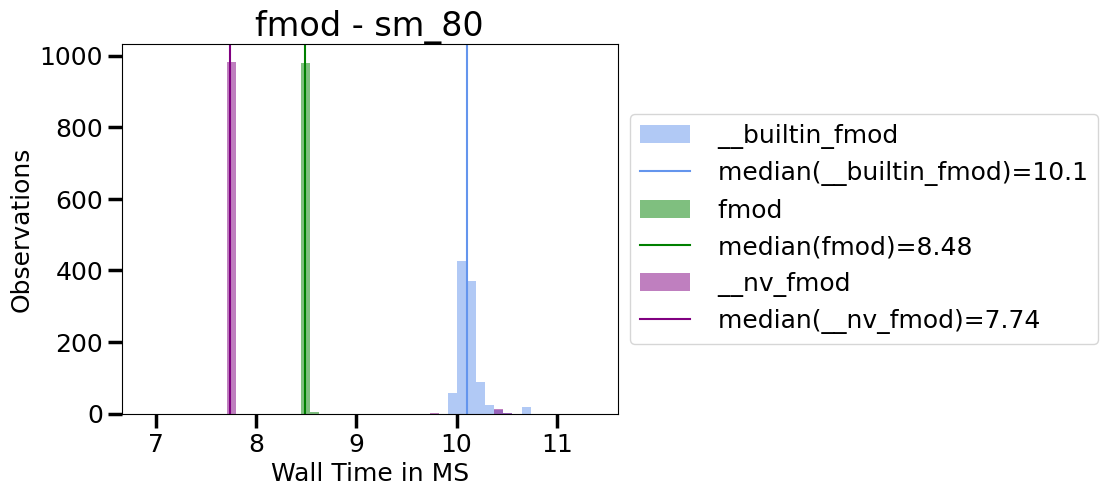 fmod - sm_80
Observations
1000
800
600
400
200
0
7 8 9 10 11
Wall Time in MS
__builtin_fmod
median(__builtin_fmod)=10.1
fmod
median(fmod)=8.48
__nv_fmod
median(__nv_fmod)=7.74